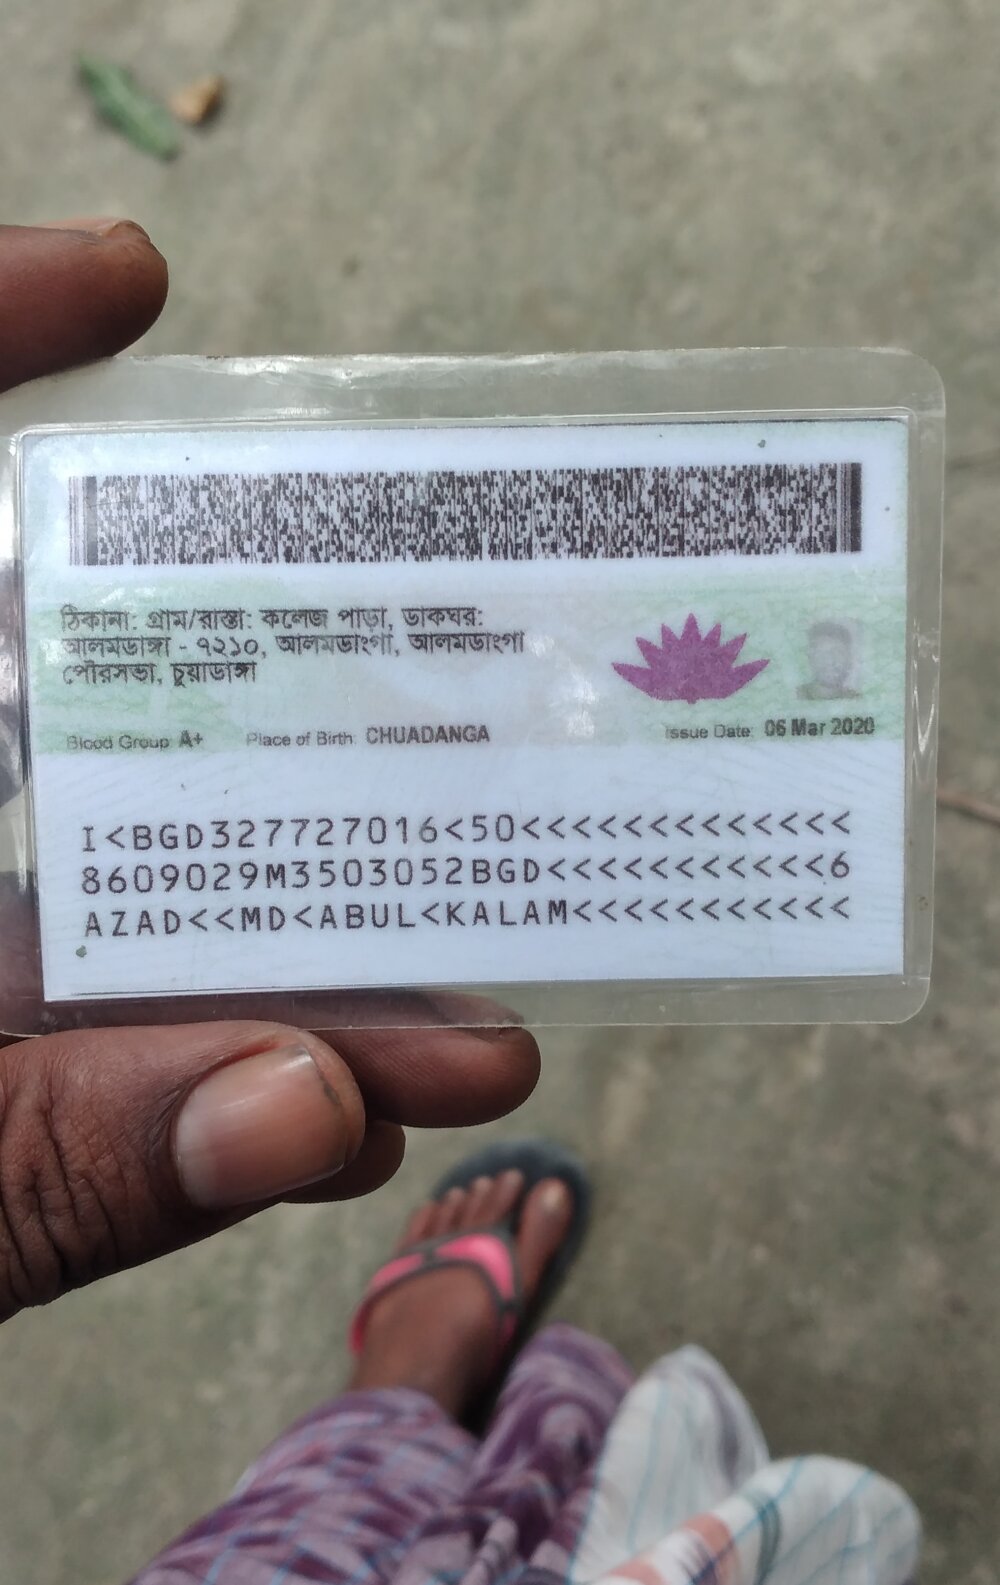 ঠিকানা: গ্রাম/রাস্তা: কলেজ পাড়া, ডাকঘর:
আলমডাঙ্গা - ৭২১০, আলমডাংগা, আলমডাংগা
পৌরসভা, চুয়াডাঙ্গা
Blood Group: A+ Place of Birth: CHUADANGA Issue Date: 06 Mar 2020
I<BGD327727016<50<<<<<<<<<<<<<
8609029M3503052BGD<<<<<<<<<<<6
AZAD<<MD<ABUL<KALAM<<<<<<<<<<<